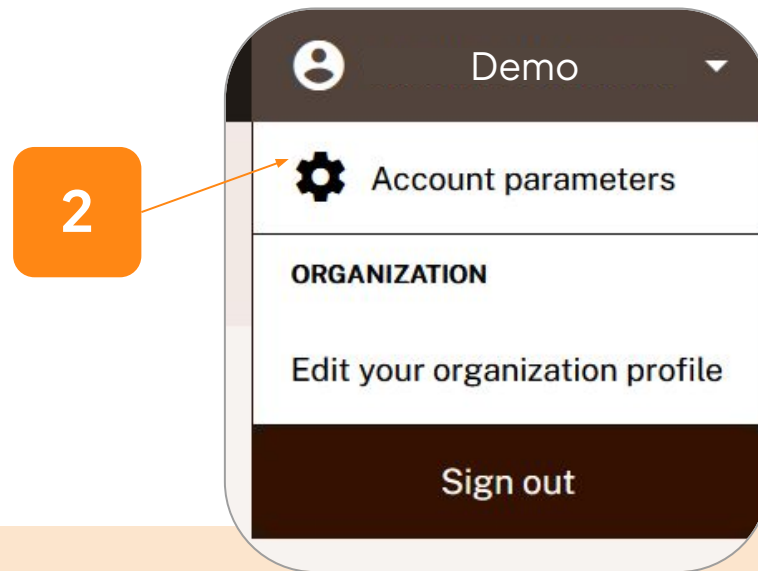 Demo
2
Account parameters
ORGANIZATION
Edit your organization profile
Sign out